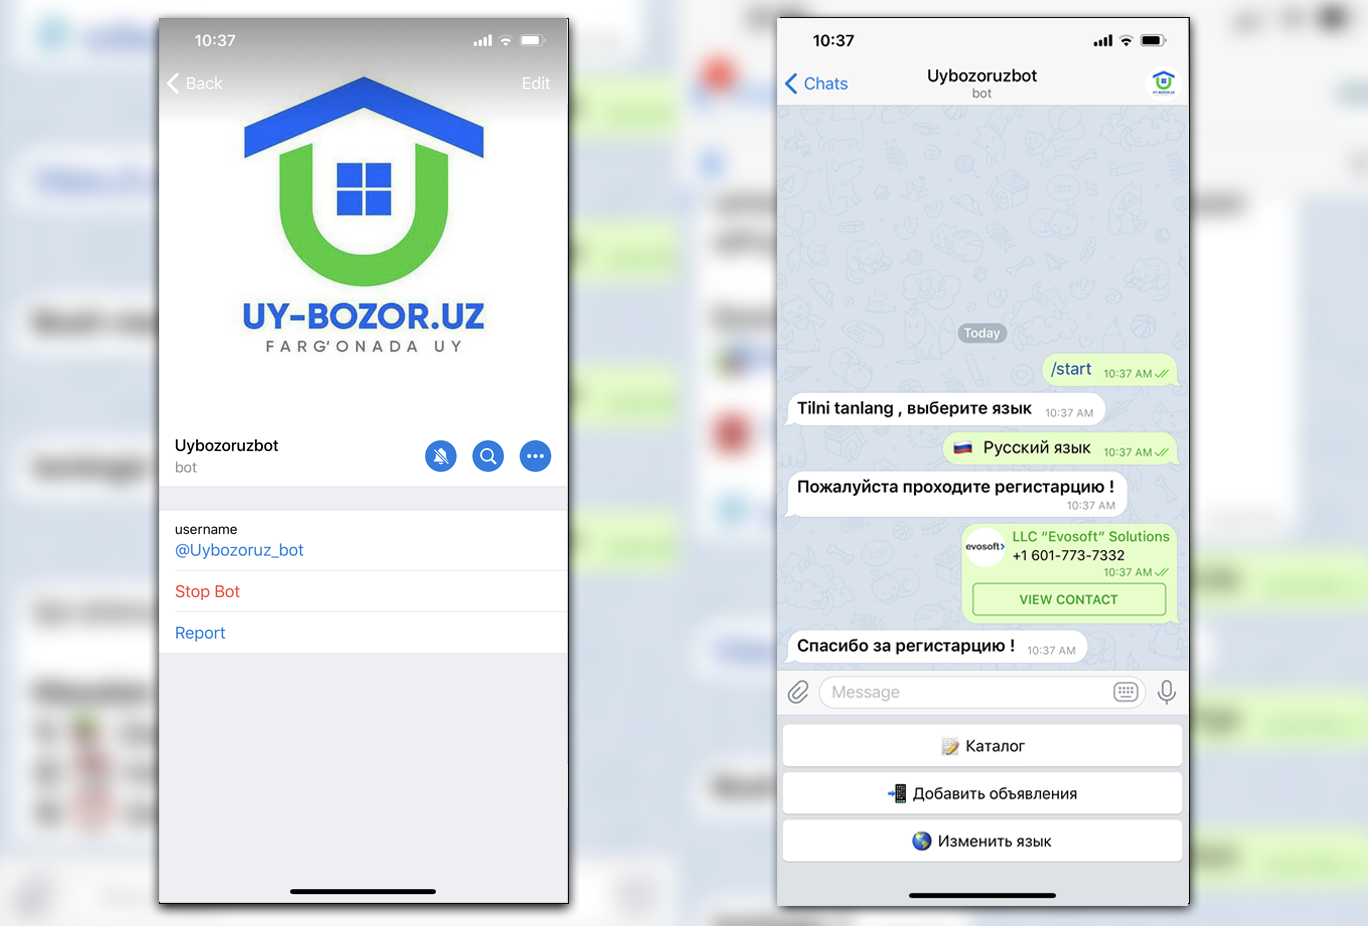 10:37
Back
Edit
UY-BOZOR.UZ
FARG'ONADA UY
Uybozoruzbot
bot
username
@Uybozoruz_bot
Stop Bot
Report
10:37
Chats
Uybozoruzbot
bot
UY-BOZOR.UZ
Today
/start 10:37 AM
Tilni tanlang , выберите язык 10:37 AM
Русский язык 10:37 AM
Пожалуйста проходите регистарцию !
10:37 AM
evosoft
LLC “Evosoft” Solutions
+1 601-773-7332
10:37 AM
VIEW CONTACT
Спасибо за регистарцию ! 10:37 AM
Message
Каталог
Добавить объявления
Изменить язык